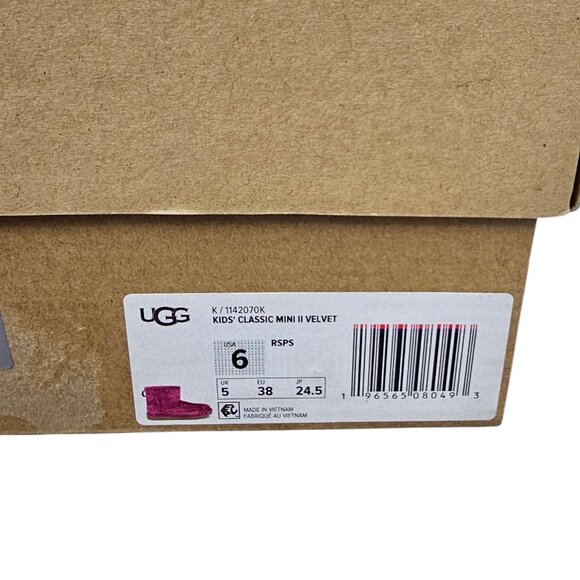 UGG
K / 1142070K
KIDS' CLASSIC MINI II VELVET
USA
6
RSPS
UK
5
EU
38
JP
24.5
MADE IN VIETNAM
FABRIQUÉ AU VIETNAM
1 96565 08049 3